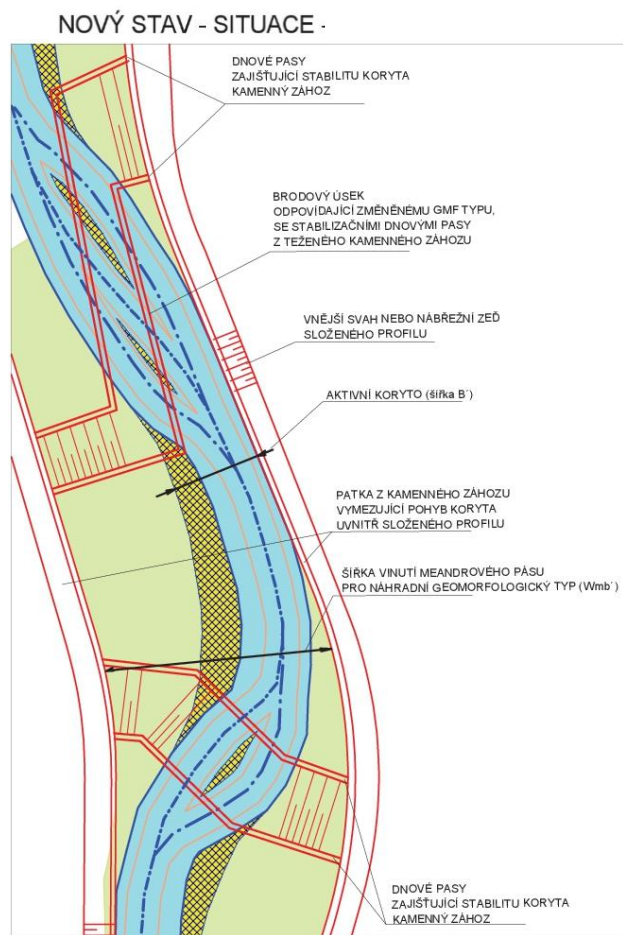 NOVÝ STAV - SITUACE -
DNOVÉ PASY
ZAJIŠŤUJÍCÍ STABILITU KORYTA
KAMENNÝ ZÁHOZ
BRODOVÝ ÚSEK
ODPOVÍDAJÍCÍ ZMĚNĚNÉMU GMF TYPU,
SE STABILIZAČNÍMI DNOVÝMI PASY
Z TEŽENÉHO KAMENNÉHO ZÁHOZU
VNĚJŠÍ SVAH NEBO NÁBŘEŽNÍ ZEĎ
SLOŽENÉHO PROFILU
AKTIVNÍ KORYTO (šířka B´)
PATKA Z KAMENNÉHO ZÁHOZU
VYMEZUJÍCÍ POHYB KORYTA
UVNITŘ SLOŽENÉHO PROFILU
ŠÍŘKA VINUTÍ MEANDROVÉHO PÁSU
PRO NÁHRADNÍ GEOMORFOLOGICKÝ TYP (Wmb´)
DNOVÉ PASY
ZAJIŠŤUJÍCÍ STABILITU KORYTA
KAMENNÝ ZÁHOZ